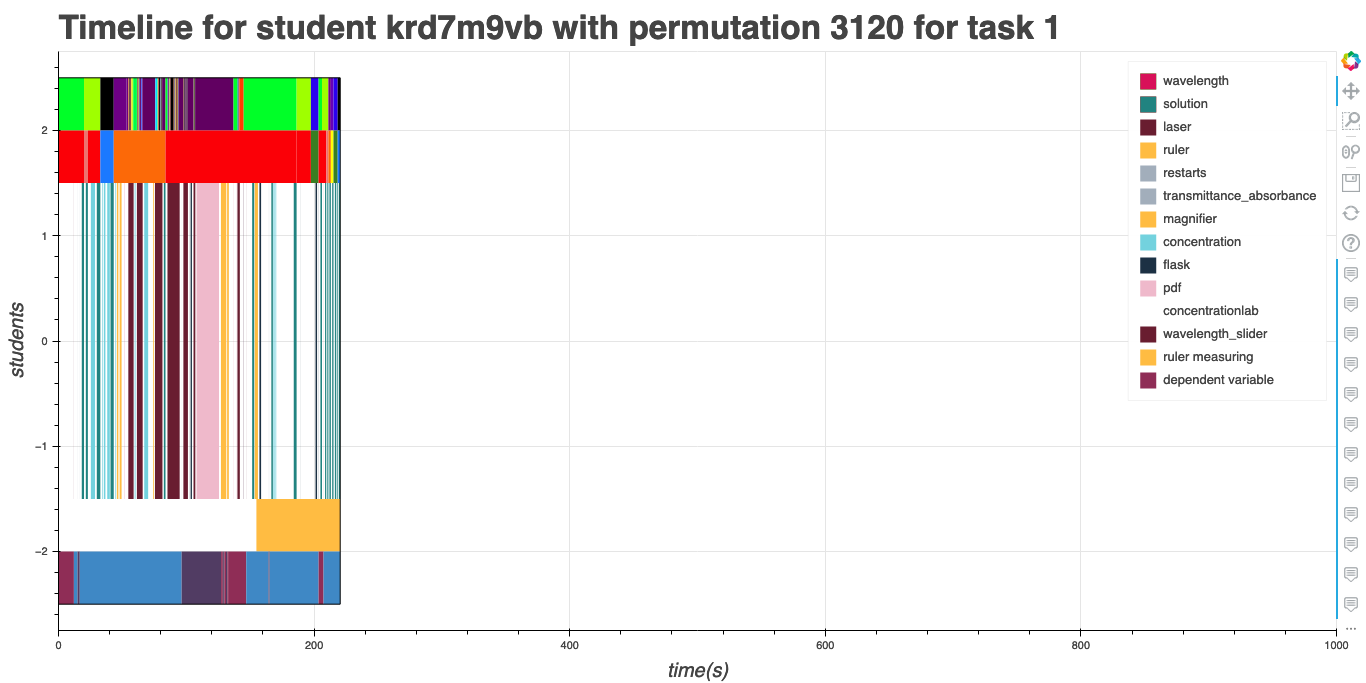 Timeline for student krd7m9vb with permutation 3120 for task 1
wavelength
solution
laser
ruler
restarts
transmittance_absorbance
magnifier
concentration
flask
pdf
concentrationlab
wavelength_slider
ruler measuring
dependent variable
students
2
1
0
−1
−2
0
200
400
600
800
1000
time(s)